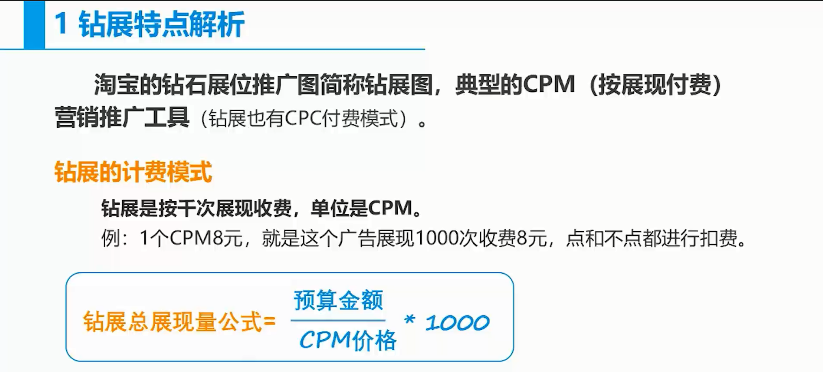 1 钻展特点解析
淘宝的钻石展位推广图简称钻展图，典型的CPM（按展现付费）
营销推广工具（钻展也有CPC付费模式）。
钻展的计费模式
钻展是按千次展现收费，单位是CPM。
例：1个CPM8元，就是这个广告展现1000次收费8元，点和不点都进行扣费。
预算金额
钻展总展现量公式= * 1000
CPM价格